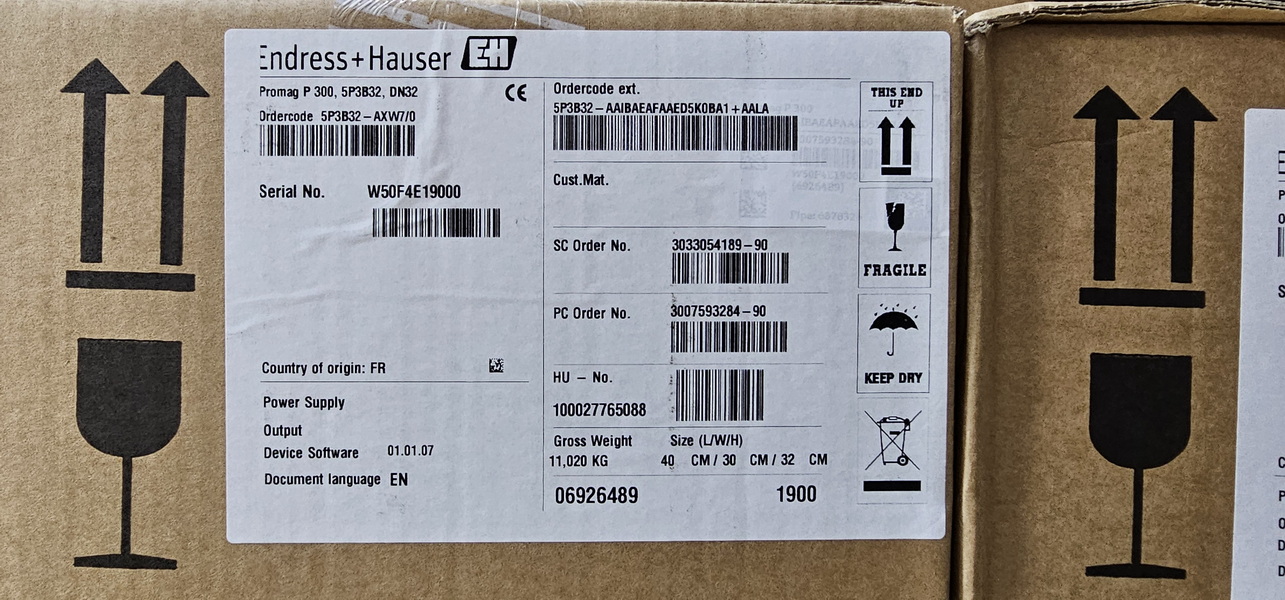 Endress+Hauser EH
Promag P 300, 5P3B32, DN32
CE
Ordercode 5P3B32-AXW7/0
Serial No. W50F4E19000
Country of origin: FR
Power Supply
Output
Device Software 01.01.07
Document language EN
Ordercode ext.
5P3B32-AAIBAEAFAAED5K0BA1+AALA
Cust.Mat.
SC Order No. 3033054189-90
PC Order No. 3007593284-90
HU - No.
100027765088
Gross Weight Size (L/W/H)
11,020 KG 40 CM / 30 CM / 32 CM
06926489 1900
THIS END
UP
FRAGILE
KEEP DRY